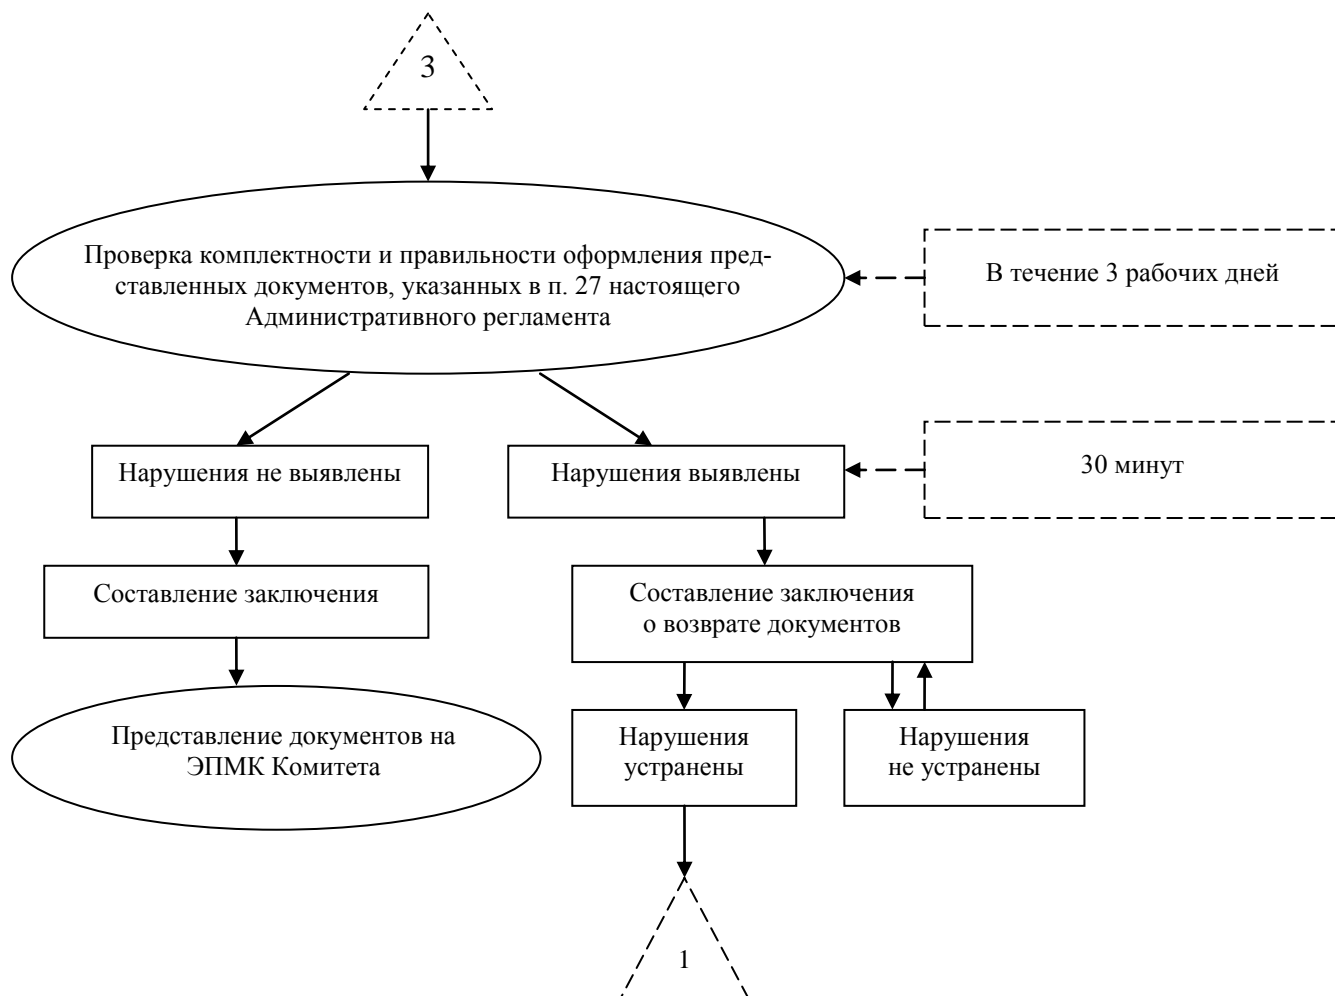 3
Проверка комплектности и правильности оформления пред-
ставленных документов, указанных в п. 27 настоящего
Административного регламента
В течение 3 рабочих дней
Нарушения не выявлены
Нарушения выявлены
30 минут
Составление заключения
Составление заключения
о возврате документов
Представление документов на
ЭПМК Комитета
Нарушения
устранены
Нарушения
не устранены
1